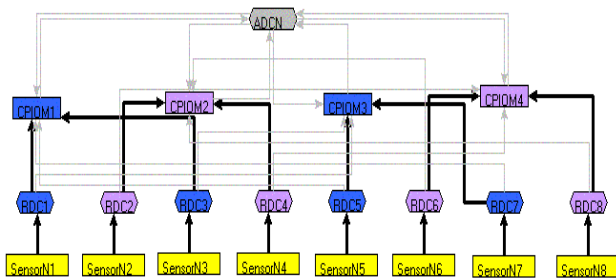 ADCN
CPIOM1
CPIOM2
CPIOM3
CPIOM4
RDC1
RDC2
RDC3
RDC4
RDC5
RDC6
RDC7
RDC8
SensorN1
SensorN2
SensorN3
SensorN4
SensorN5
SensorN6
SensorN7
SensorN8